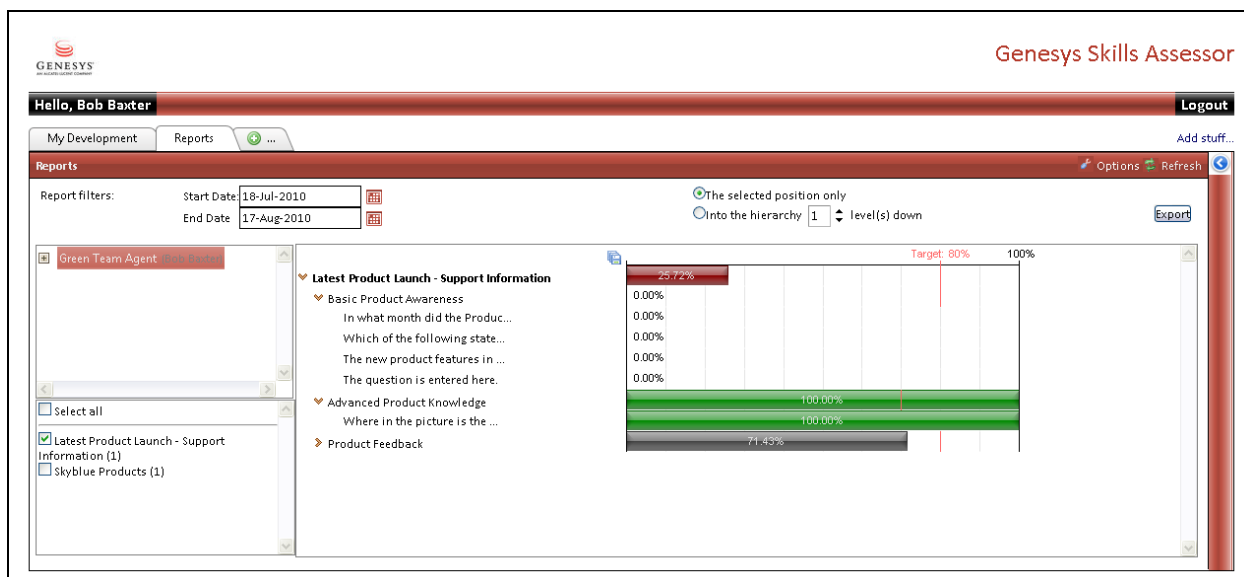 GENESYS
AN ALCATEL-LUCENT COMPANY
Genesys Skills Assessor
Hello, Bob Baxter
Logout
My Development
Reports
...
Add stuff...
Reports
Options
Refresh
Report filters:
Start Date:
18-Jul-2010
The selected position only
End Date
17-Aug-2010
Into the hierarchy 1 level(s) down
Export
Green Team Agent (Bob Baxter)
Target: 80%
100%
Latest Product Launch - Support Information
25.72%
Basic Product Awareness
0.00%
In what month did the Produc...
0.00%
Which of the following state...
0.00%
The new product features in ...
0.00%
The question is entered here.
0.00%
Advanced Product Knowledge
100.00%
Where in the picture is the ...
100.00%
Product Feedback
71.43%
Select all
Latest Product Launch - Support
Information (1)
Skyblue Products (1)